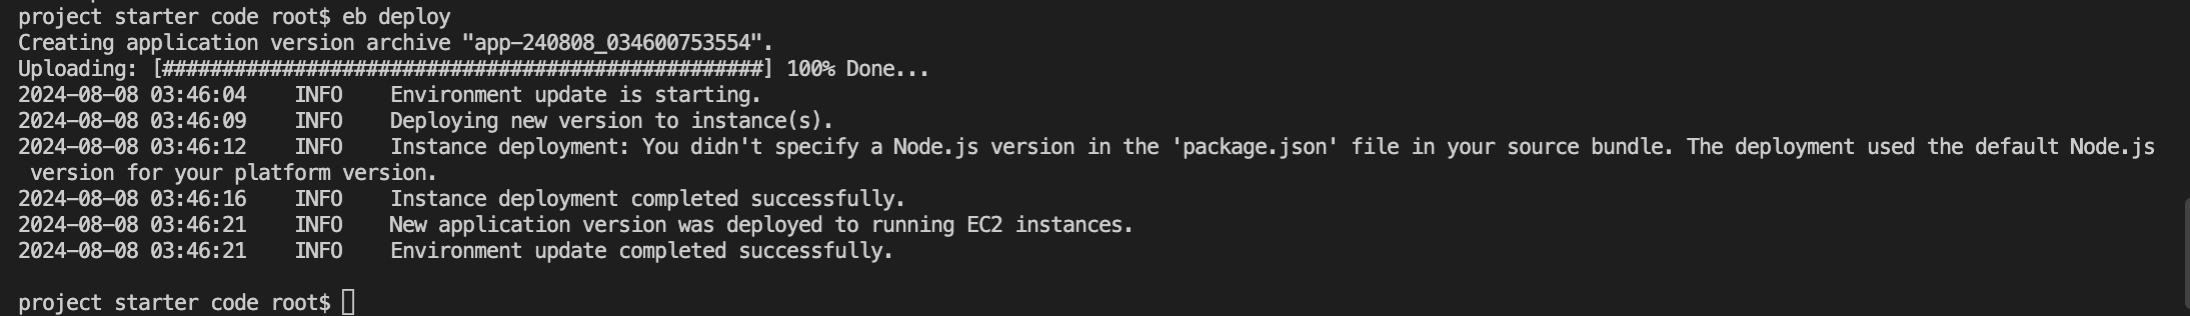 project starter code root$ eb deploy
Creating application version archive "app-240808_034600753554".
Uploading: [##################################################] 100% Done...
2024-08-08 03:46:04    INFO    Environment update is starting.
2024-08-08 03:46:09    INFO    Deploying new version to instance(s).
2024-08-08 03:46:12    INFO    Instance deployment: You didn't specify a Node.js version in the 'package.json' file in your source bundle. The deployment used the default Node.js
 version for your platform version.
2024-08-08 03:46:16    INFO    Instance deployment completed successfully.
2024-08-08 03:46:21    INFO    New application version was deployed to running EC2 instances.
2024-08-08 03:46:21    INFO    Environment update completed successfully.
project starter code root$